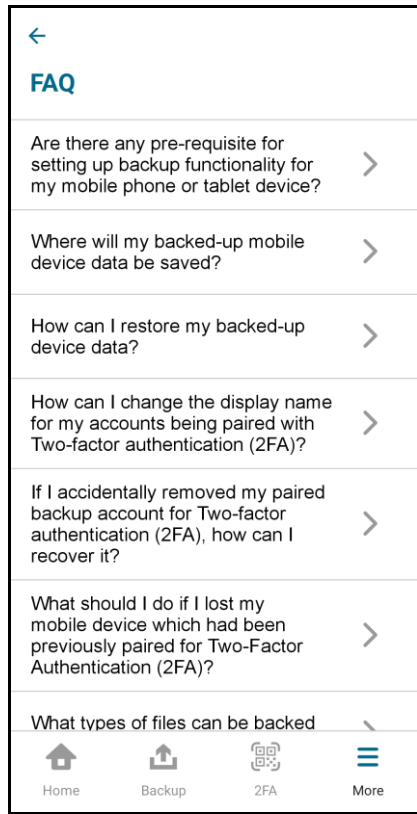 FAQ
Are there any pre-requisite for
setting up backup functionality for
my mobile phone or tablet device?
Where will my backed-up mobile
device data be saved?
How can I restore my backed-up
device data?
How can I change the display name
for my accounts being paired with
Two-factor authentication (2FA)?
If I accidentally removed my paired
backup account for Two-factor
authentication (2FA), how can I
recover it?
What should I do if I lost my
mobile device which had been
previously paired for Two-Factor
Authentication (2FA)?
What types of files can be backed
Home
Backup
2FA
More